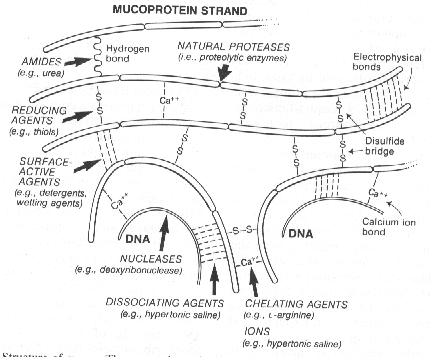 MUCOPROTEIN STRAND
Hydrogen
bond
NATURAL PROTEASES
(i.e., proteolytic enzymes)
Electrophysical
bonds
AMIDES
(e.g., urea)
Ca++
REDUCING
AGENTS
(e.g., thiols)
S
S
S
S
S
S
S
S
S
S
S
S
Disulfide
bridge
SURFACE-
ACTIVE
AGENTS
(e.g., detergents,
wetting agents)
Ca++
Ca++
Calcium ion
bond
DNA
DNA
S-S
NUCLEASES
(e.g., deoxyribonuclease)
Ca++
DISSOCIATING AGENTS
(e.g., hypertonic saline)
CHELATING AGENTS
(e.g., L-arginine)
IONS
(e.g., hypertonic saline)